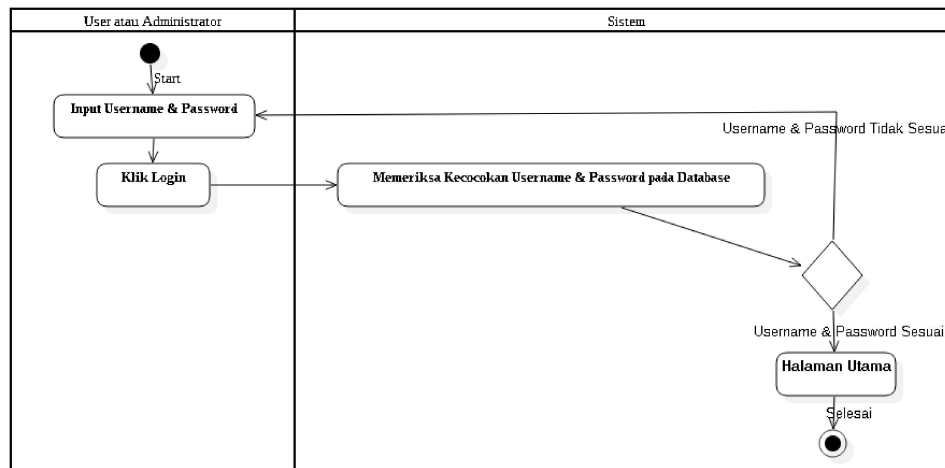 User atau Administrator
Sistem
Start
Input Username & Password
Username & Password Tidak Sesua
Klik Login
Memeriksa Kecocokan Username & Password pada Database
Username & Password Sesuai
Halaman Utama
Selesai